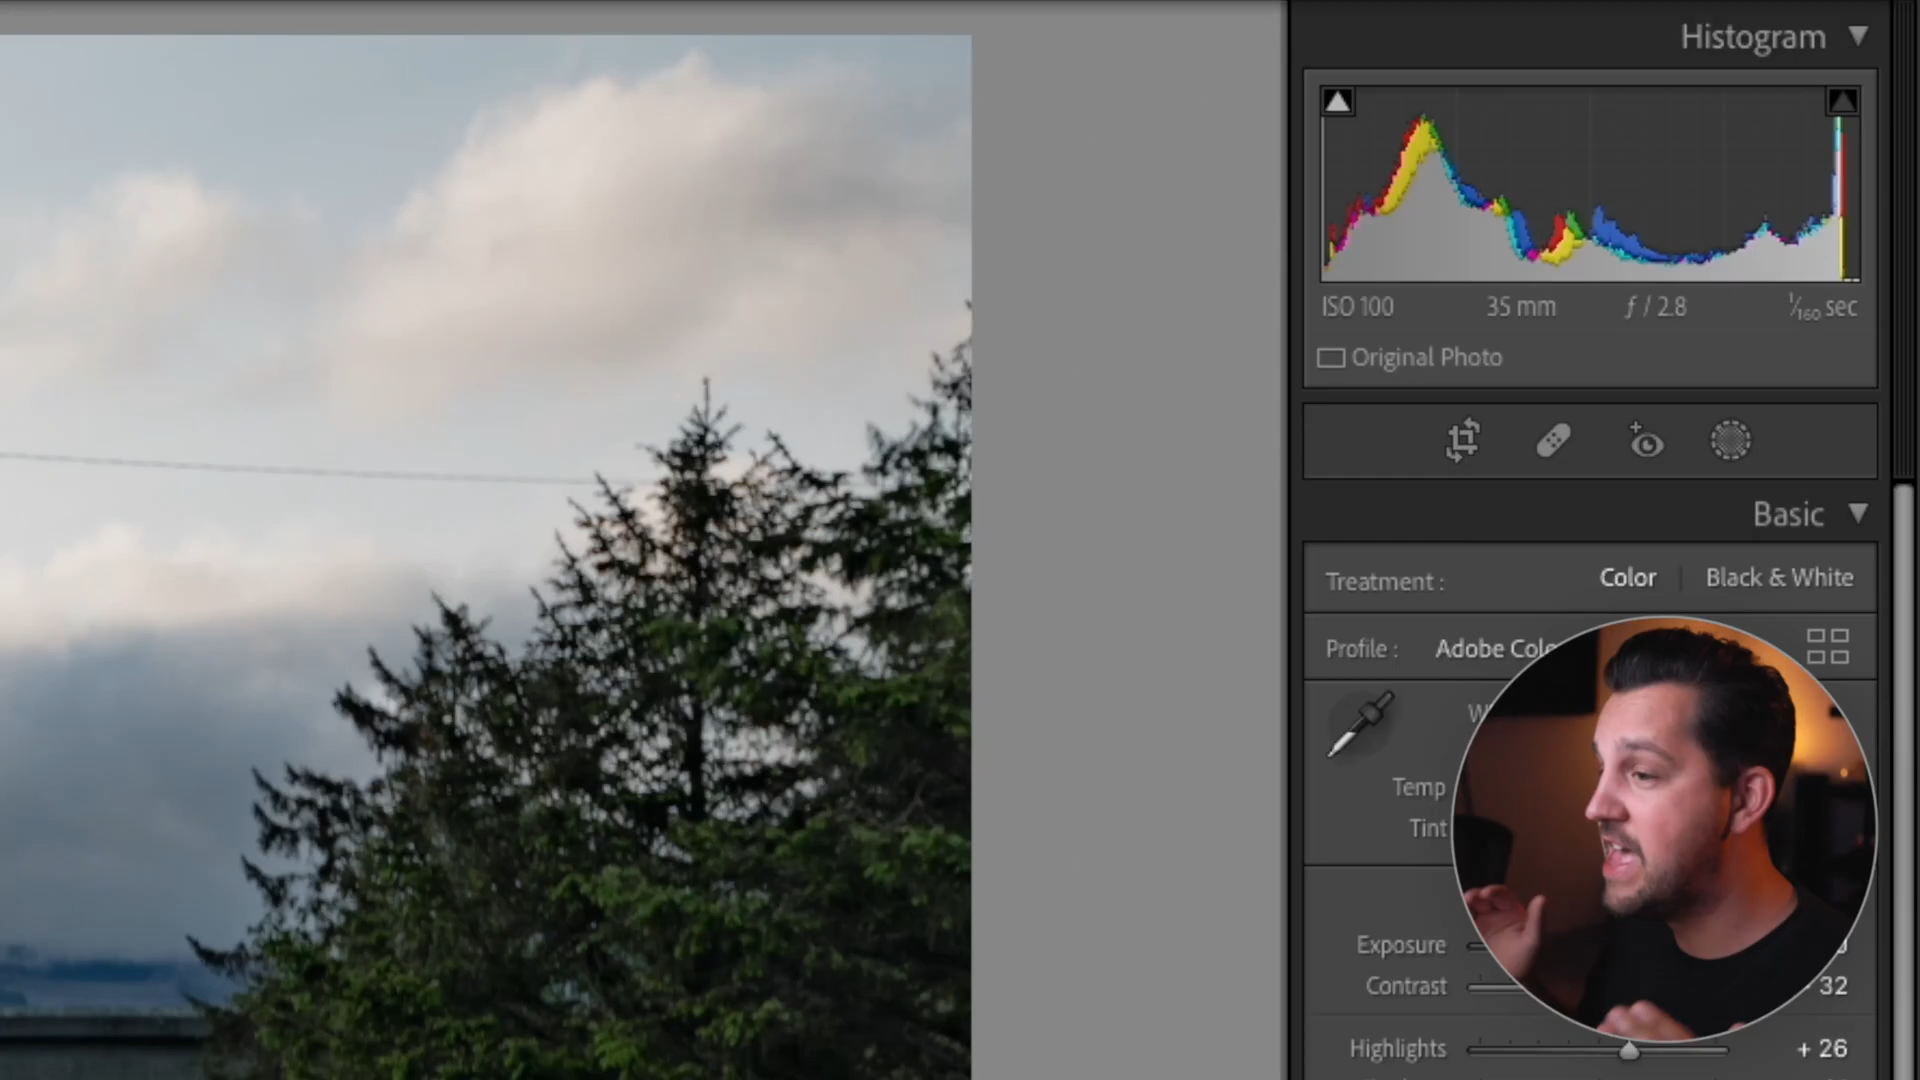 Histogram
ISO 100 35 mm ƒ / 2.8 1/160 sec
Original Photo
Basic
Treatment : Color Black & White
Profile : Adobe
Temp
Tint
Exposure
Contrast 32
Highlights + 26